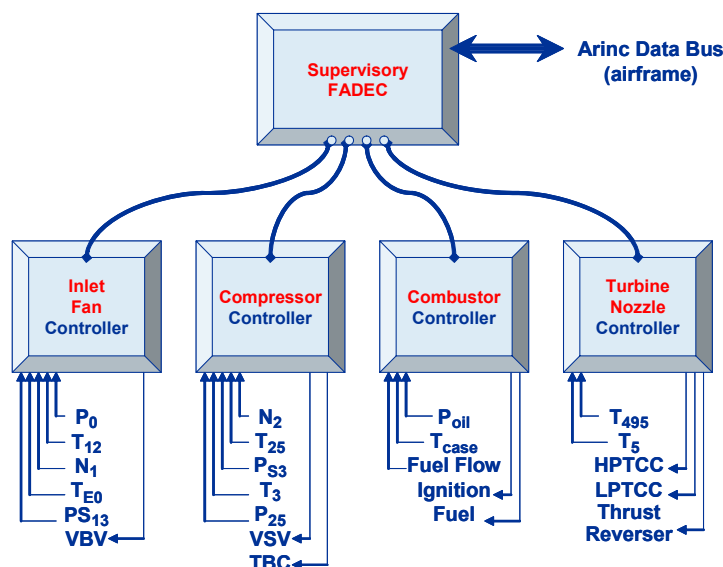 Supervisory
FADEC
Arinc Data Bus
(airframe)
Inlet
Fan
Controller
Compressor
Controller
Combustor
Controller
Turbine
Nozzle
Controller
P0
T12
N1
TE0
PS13
VBV
N2
T25
PS3
T3
P25
VSV
TBC
Poil
Tcase
Fuel Flow
Ignition
Fuel
T495
T5
HPTCC
LPTCC
Thrust
Reverser